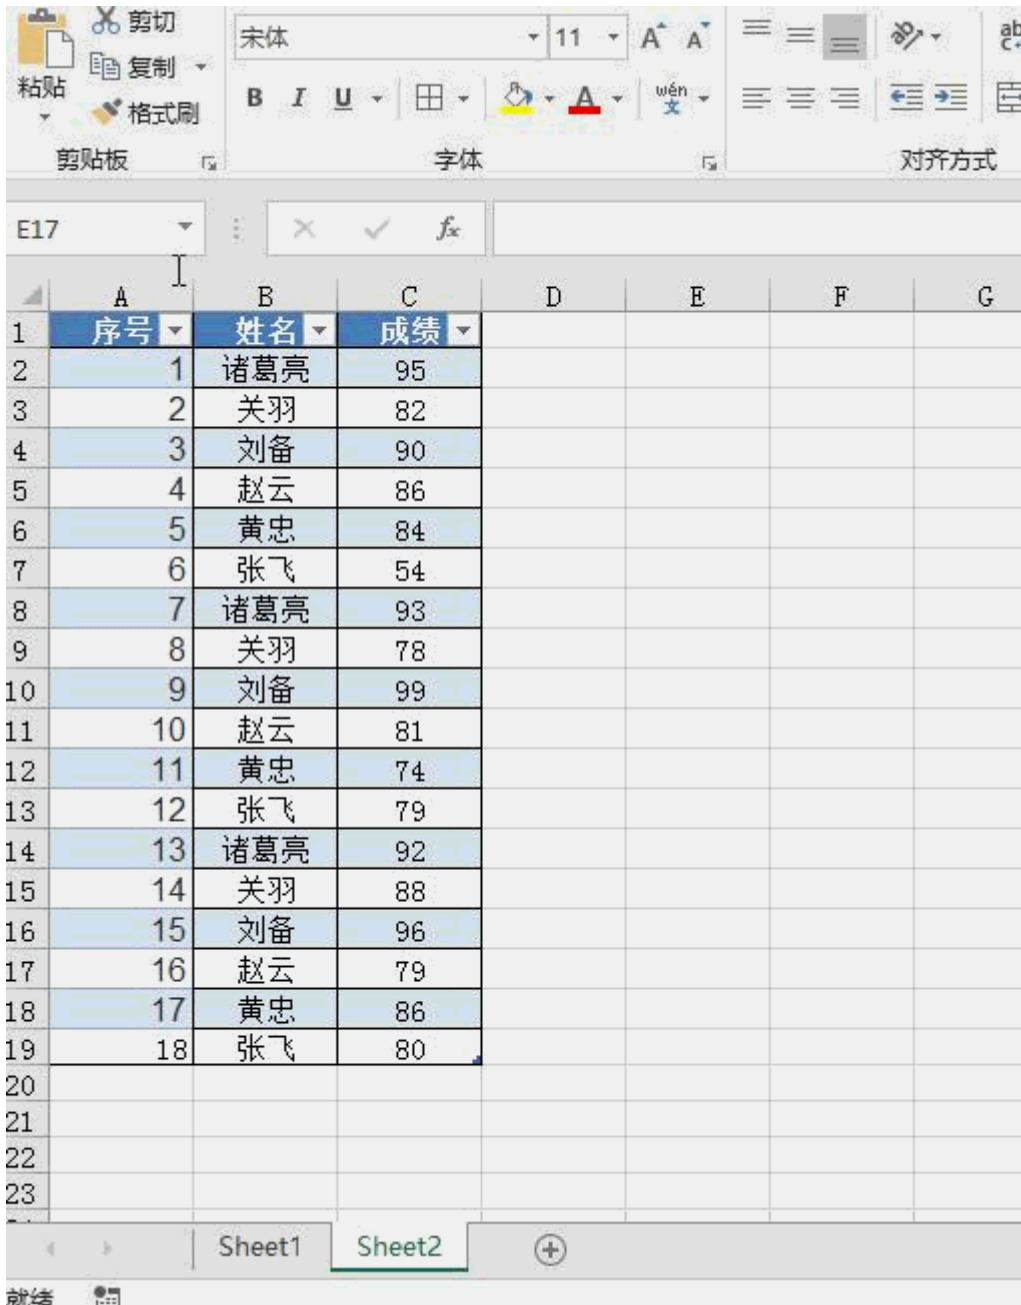 剪切
宋体 11 A A
复制
粘贴
B I U A wén 文
格式刷
剪贴板 字体 对齐方式
E17 fx
A B C D E F G
1 序号 姓名 成绩
2 1 诸葛亮 95
3 2 关羽 82
4 3 刘备 90
5 4 赵云 86
6 5 黄忠 84
7 6 张飞 54
8 7 诸葛亮 93
9 8 关羽 78
10 9 刘备 99
11 10 赵云 81
12 11 黄忠 74
13 12 张飞 79
14 13 诸葛亮 92
15 14 关羽 88
16 15 刘备 96
17 16 赵云 79
18 17 黄忠 86
19 18 张飞 80
20
21
22
23
Sheet1 Sheet2
就绪